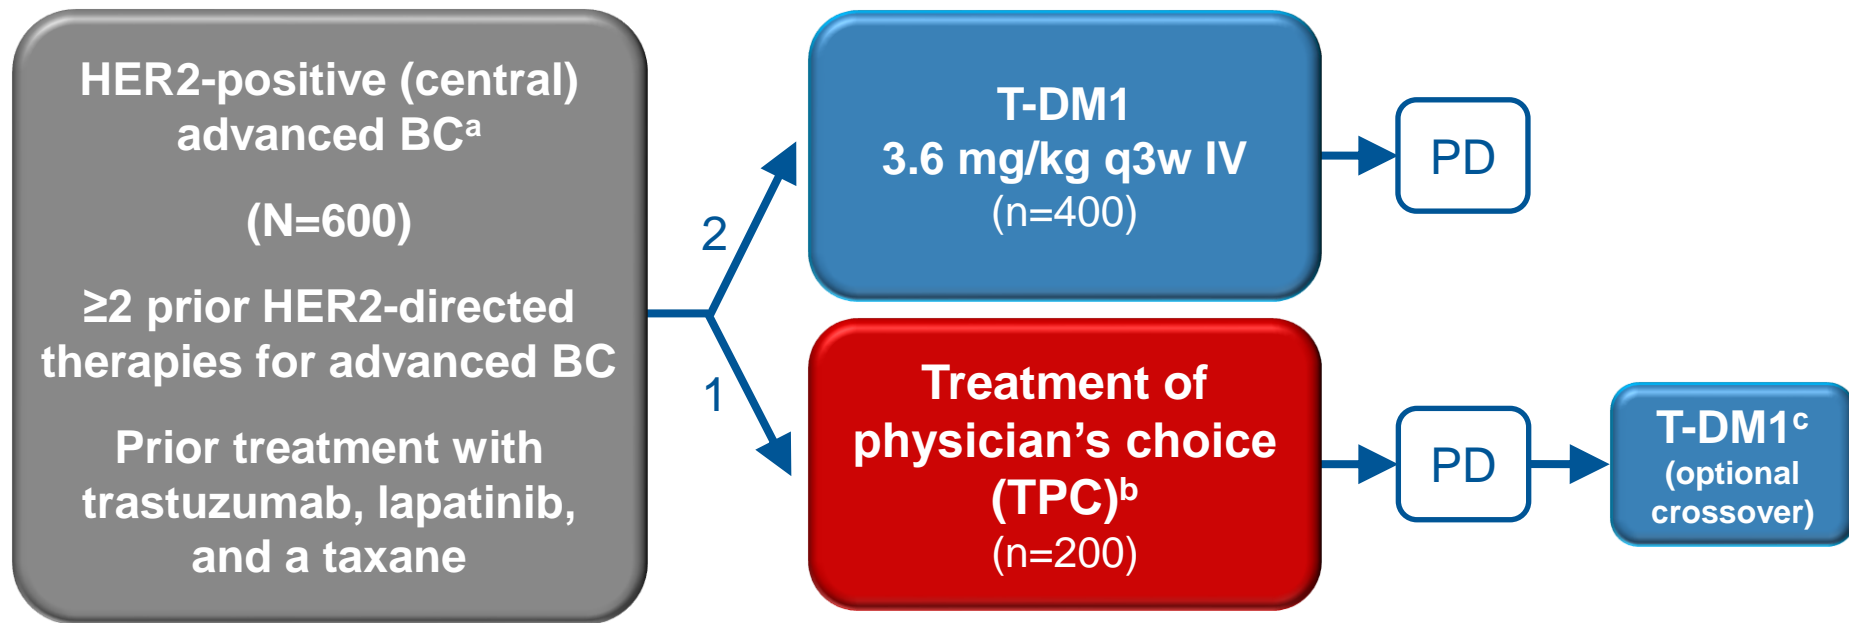 HER2-positive (central)
advanced BCᵃ
(N=600)
≥2 prior HER2-directed
therapies for advanced BC
Prior treatment with
trastuzumab, lapatinib,
and a taxane
2
1
T-DM1
3.6 mg/kg q3w IV
(n=400)
PD
Treatment of
physician’s choice
(TPC)ᵇ
(n=200)
PD
T-DM1ᶜ
(optional
crossover)